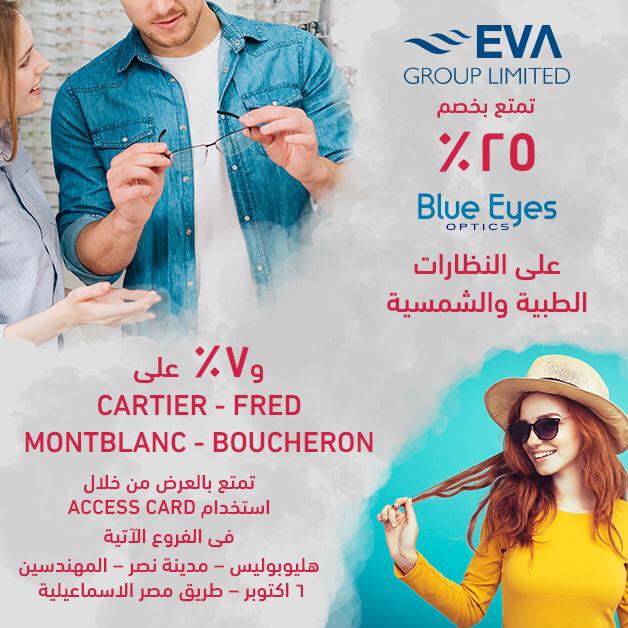 EVA
GROUP LIMITED
تمتع بخصم
٢٥٪
Blue Eyes
OPTICS
على النظارات
الطبية والشمسية
و٧٪ على
CARTIER - FRED
MONTBLANC - BOUCHERON
تمتع بالعرض من خلال
استخدام ACCESS CARD
فى الفروع الآتية
هليوبوليس – مدينة نصر – المهندسين
٦ اكتوبر – طريق مصر الاسماعيلية